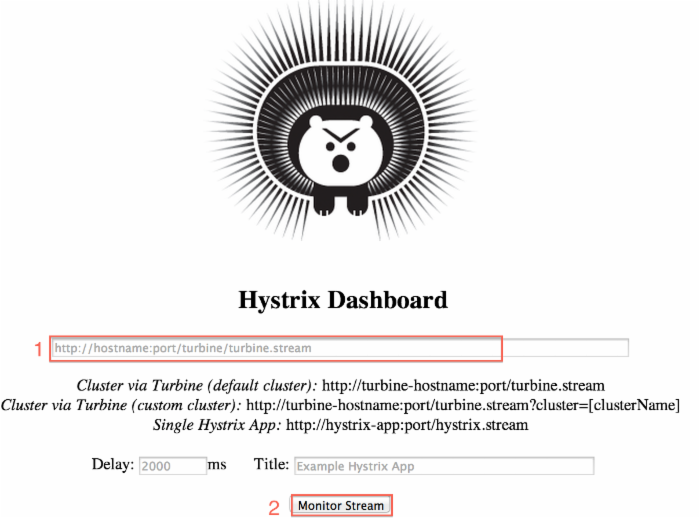 Hystrix Dashboard
1 http://hostname:port/turbine/turbine.stream
Cluster via Turbine (default cluster): http://turbine-hostname:port/turbine.stream
Cluster via Turbine (custom cluster): http://turbine-hostname:port/turbine.stream?cluster=[clusterName]
Single Hystrix App: http://hystrix-app:port/hystrix.stream
Delay: 2000 ms Title: Example Hystrix App
2 Monitor Stream